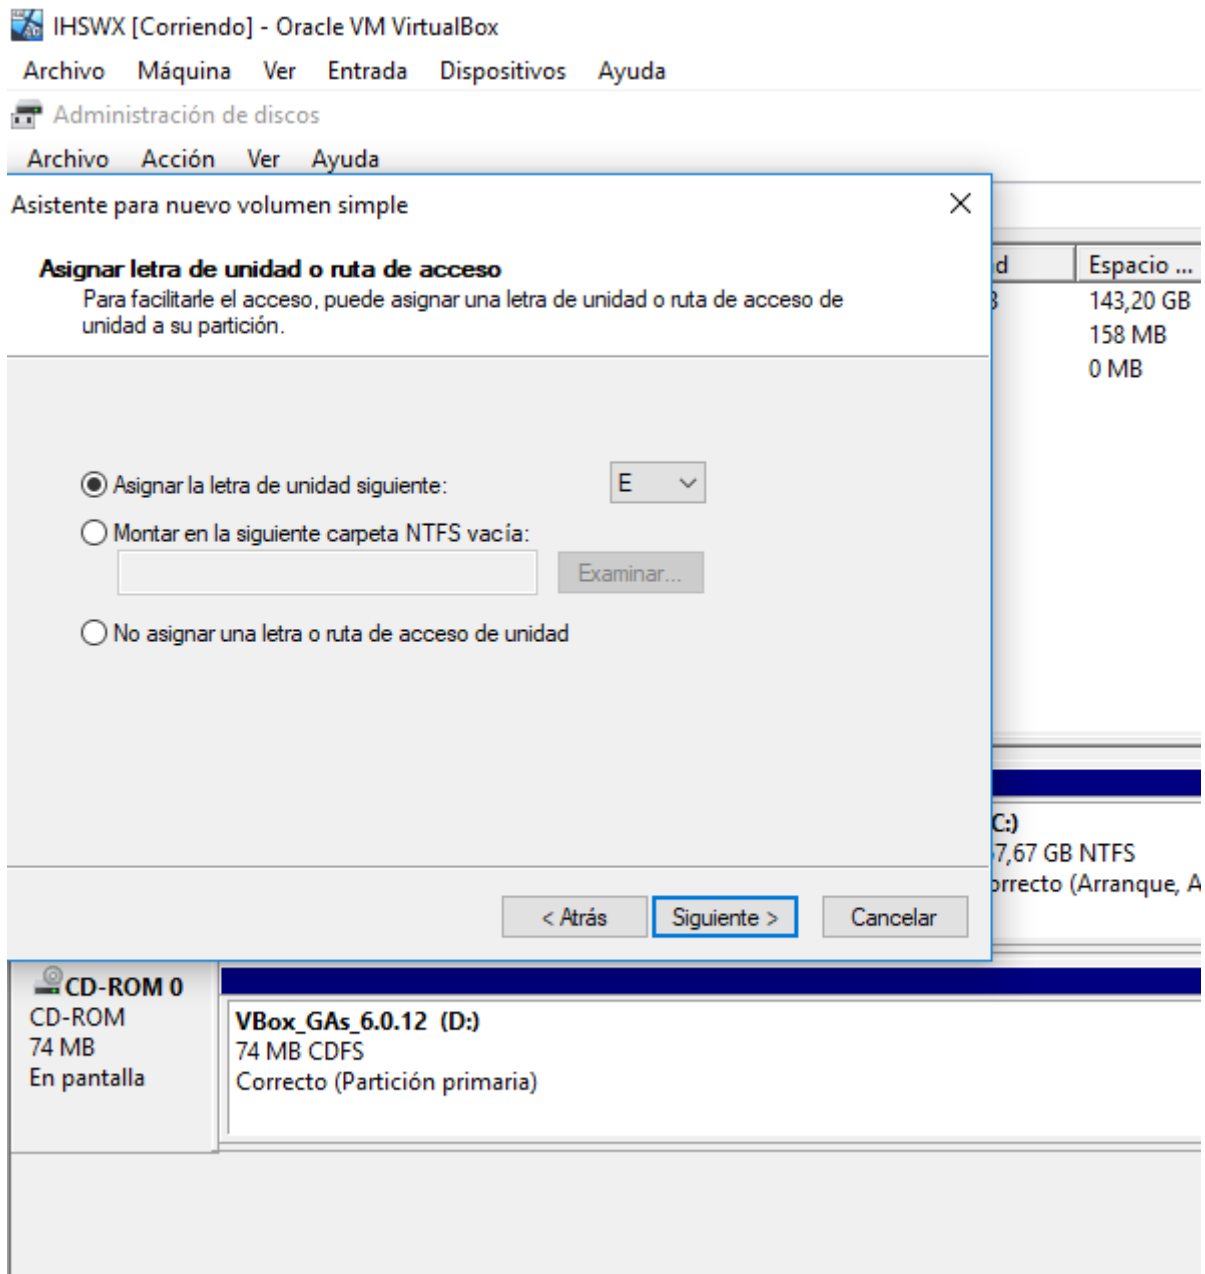 IHSWX [Corriendo] - Oracle VM VirtualBox
Archivo Máquina Ver Entrada Dispositivos Ayuda
Administración de discos
Archivo Acción Ver Ayuda
Asistente para nuevo volumen simple
Asignar letra de unidad o ruta de acceso
Para facilitarle el acceso, puede asignar una letra de unidad o ruta de acceso de
unidad a su partición.
d Espacio ...
143,20 GB
158 MB
0 MB
Asignar la letra de unidad siguiente: E
Montar en la siguiente carpeta NTFS vacía:
Examinar...
No asignar una letra o ruta de acceso de unidad
C:)
7,67 GB NTFS
orrecto (Arranque, A
< Atrás Siguiente > Cancelar
CD-ROM 0
CD-ROM
74 MB
En pantalla
VBox_GAs_6.0.12 (D:)
74 MB CDFS
Correcto (Partición primaria)